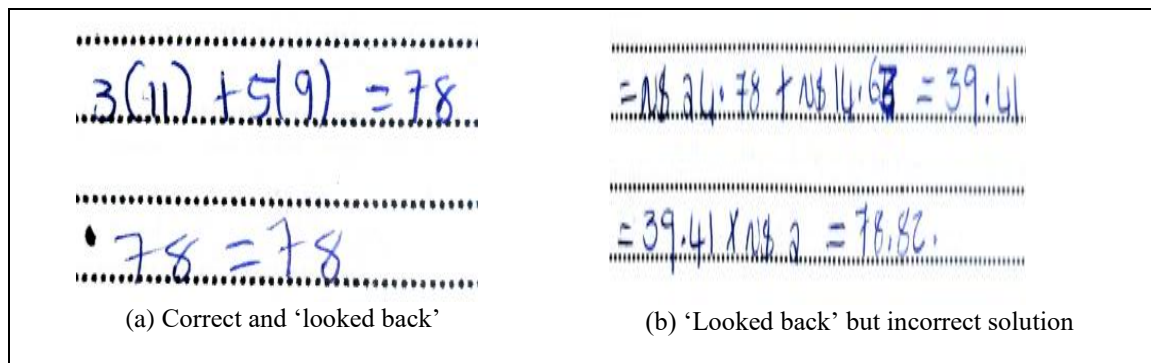 3(11) + 5(9) = 78
78 = 78
(a) Correct and ‘looked back’
= N$ 24.78 + N$ 14.63 = 39.41
= 39.41 X N$ 2 = 78.82.
(b) ‘Looked back’ but incorrect solution